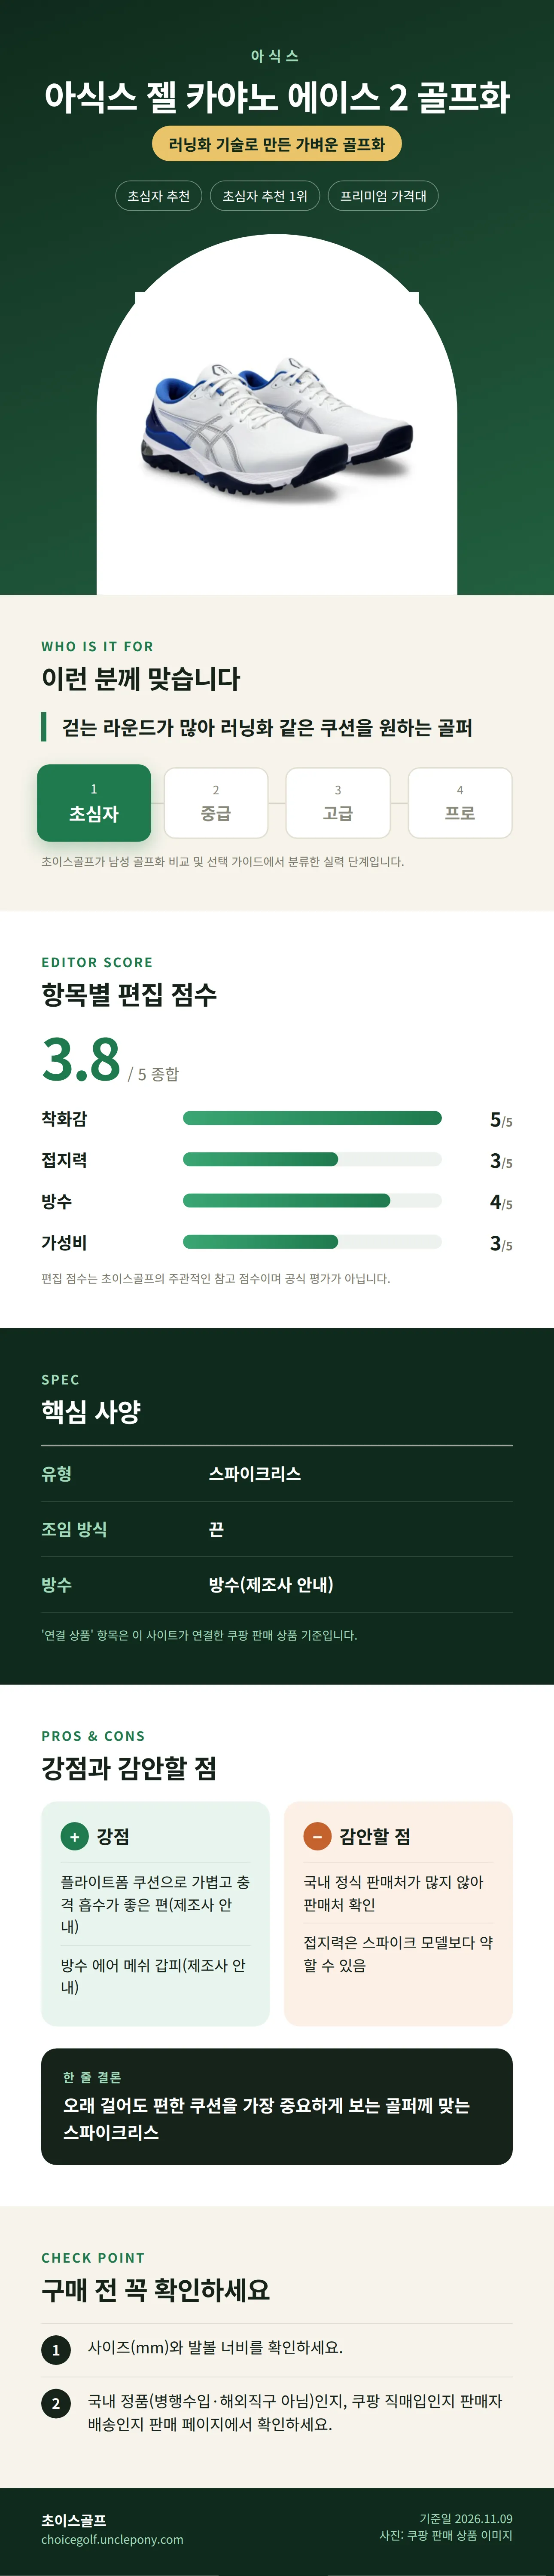 아식스
아식스 젤 카야노 에이스 2 골프화
러닝화 기술로 만든 가벼운 골프화
초심자 추천
초심자 추천 1위
프리미엄 가격대
WHO IS IT FOR
이런 분께 맞습니다
걷는 라운드가 많아 러닝화 같은 쿠션을 원하는 골퍼
1
초심자
2
중급
3
고급
4
프로
초이스골프가 남성 골프화 비교 및 선택 가이드에서 분류한 실력 단계입니다.
EDITOR SCORE
항목별 편집 점수
3.8 / 5 종합
착화감 5/5
접지력 3/5
방수 4/5
가성비 3/5
편집 점수는 초이스골프의 주관적인 참고 점수이며 공식 평가가 아닙니다.
SPEC
핵심 사양
유형 스파이크리스
조임 방식 끈
방수 방수(제조사 안내)
'연결 상품' 항목은 이 사이트가 연결한 쿠팡 판매 상품 기준입니다.
PROS & CONS
강점과 감안할 점
+ 강점
플라이트폼 쿠션으로 가볍고 충
격 흡수가 좋은 편(제조사 안
내)
방수 에어 메쉬 갑피(제조사 안
내)
− 감안할 점
국내 정식 판매처가 많지 않아
판매처 확인
접지력은 스파이크 모델보다 약
할 수 있음
한 줄 결론
오래 걸어도 편한 쿠션을 가장 중요하게 보는 골퍼께 맞는
스파이크리스
CHECK POINT
구매 전 꼭 확인하세요
1 사이즈(mm)와 발볼 너비를 확인하세요.
2 국내 정품(병행수입·해외직구 아님)인지, 쿠팡 직매입인지 판매자
배송인지 판매 페이지에서 확인하세요.
초이스골프
choicegolf.unclepony.com
기준일 2026.11.09
사진: 쿠팡 판매 상품 이미지